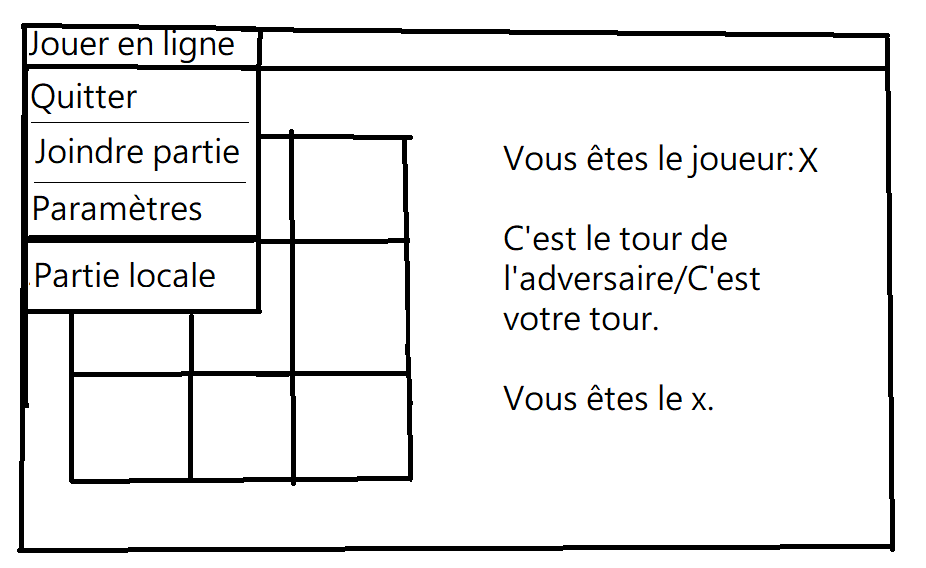 Jouer en ligne
Quitter
Joindre partie
Paramètres
Partie locale
Vous êtes le joueur: X
C'est le tour de
l'adversaire/C'est
votre tour.
Vous êtes le x.